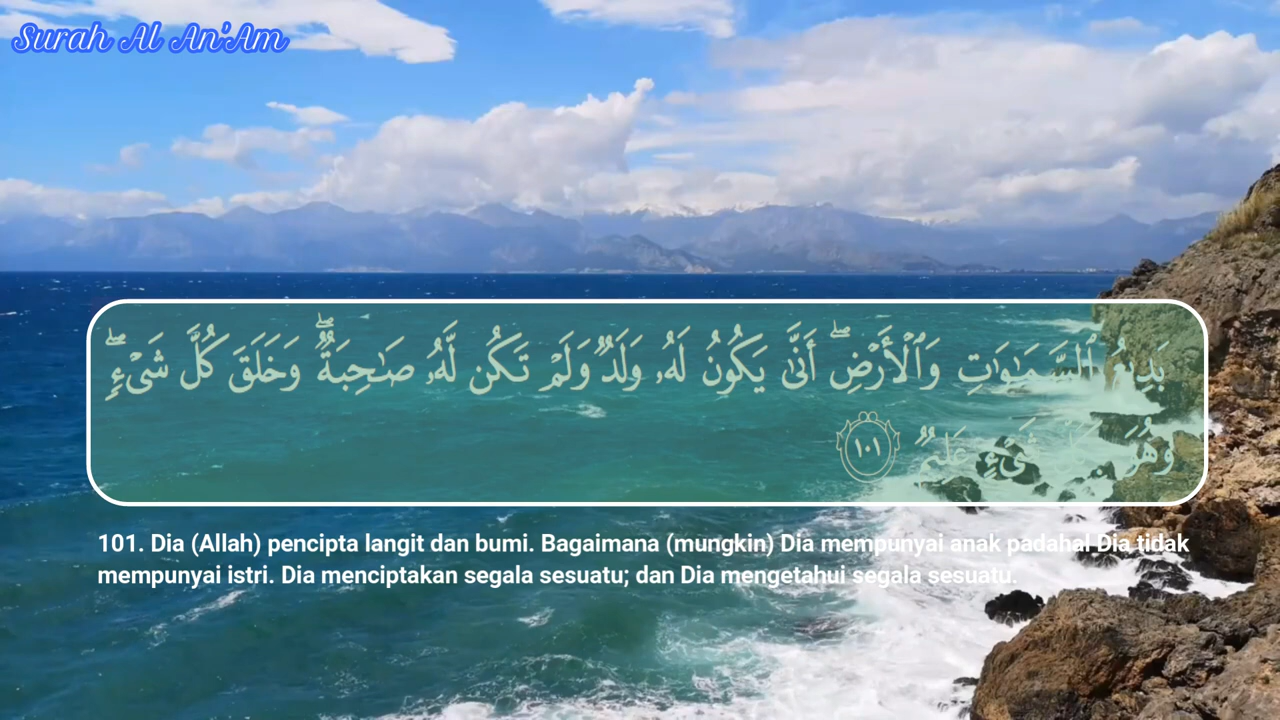 Surah Al An'Am
بَدِيعُ ٱلسَّمَـٰوَٰتِ وَٱلْأَرْضِ ۖ أَنَّىٰ يَكُونُ لَهُۥ وَلَدٌ وَلَمْ تَكُن لَّهُۥ صَـٰحِبَةٌ ۖ وَخَلَقَ كُلَّ شَىْءٍ ۖ
وَهُوَ شَىْءٍ عَلِيمٌ ١٠١
101. Dia (Allah) pencipta langit dan bumi. Bagaimana (mungkin) Dia mempunyai anak padahal Dia tidak
mempunyai istri. Dia menciptakan segala sesuatu; dan Dia mengetahui segala sesuatu.